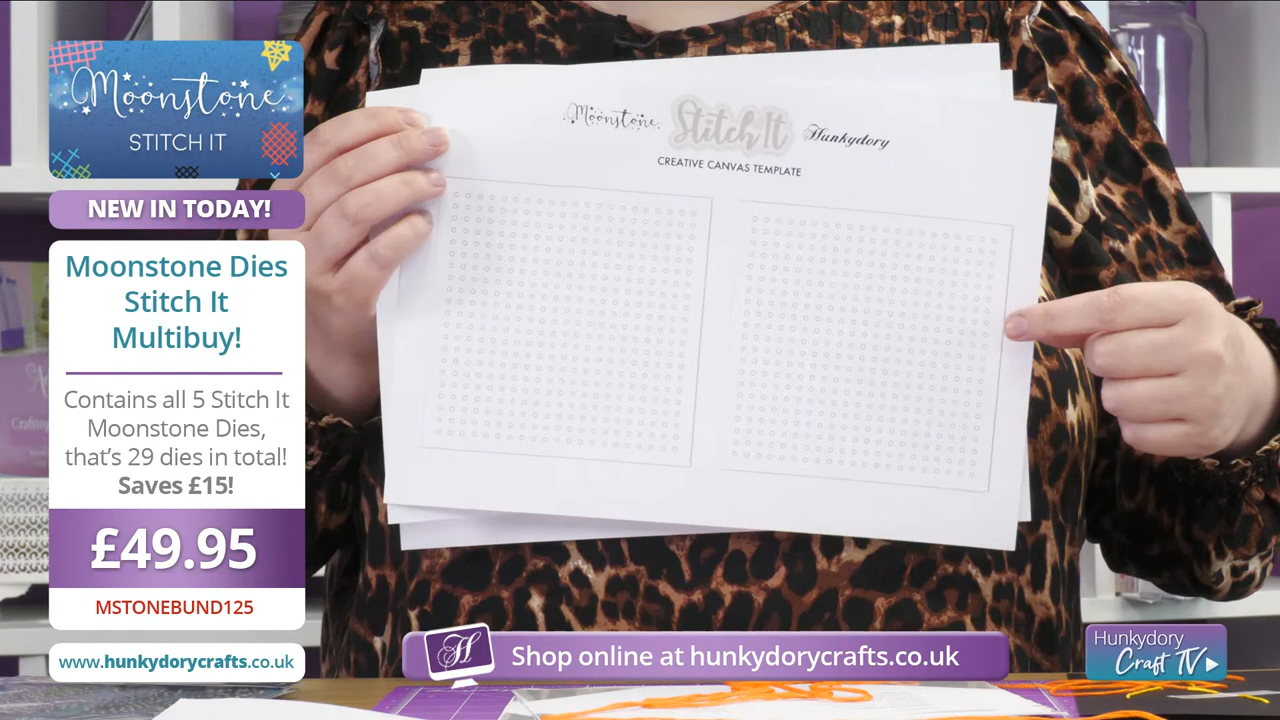 Moonstone
STITCH IT
NEW IN TODAY!
Moonstone Dies
Stitch It
Multibuy!
Contains all 5 Stitch It
Moonstone Dies,
that's 29 dies in total!
Saves £15!
£49.95
MSTONEBUND125
www.hunkydorycrafts.co.uk
Moonstone Stitch It Hunkydory
CREATIVE CANVAS TEMPLATE
H Shop online at hunkydorycrafts.co.uk
Hunkydory
Craft TV